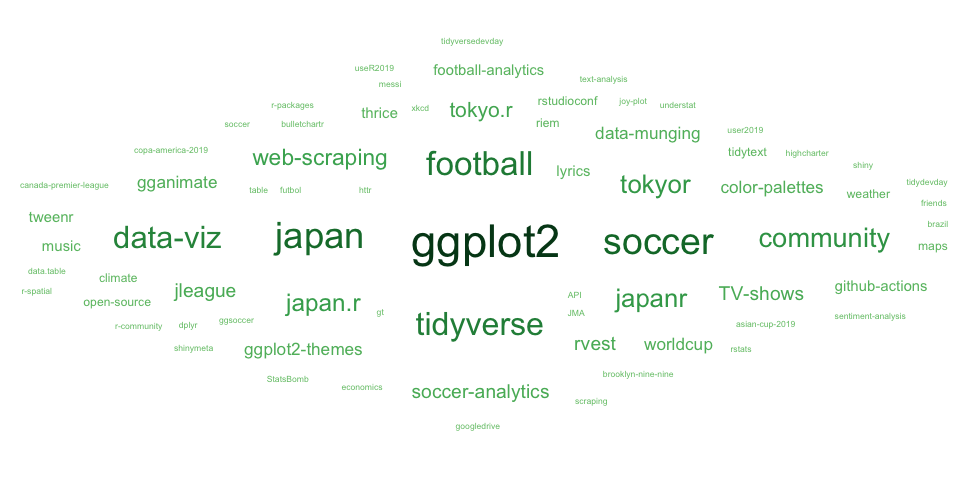 tidyversedevday
useR2019
football-analytics
messi
text-analysis
r-packages
thrice
xkcd
tokyo.r
rstudioconf
joy-plot
understat
soccer
bulletchartr
riem
data-munging
user2019
copa-america-2019
web-scraping
football
lyrics
tidytext
highcharter
shiny
canada-premier-league
gganimate
table
futbol
httr
tokyor
color-palettes
weather
tidydevday
friends
tweenr
brazil
music
data-viz
japan
ggplot2
soccer
community
maps
data.table
climate
r-spatial
open-source
jleague
japan.r
gt
API
JMA
japanr
TV-shows
github-actions
r-community
dplyr
ggsoccer
tidyverse
asian-cup-2019
sentiment-analysis
shinymeta
ggplot2-themes
rvest
worldcup
rstats
StatsBomb
economics
soccer-analytics
brooklyn-nine-nine
scraping
googledrive